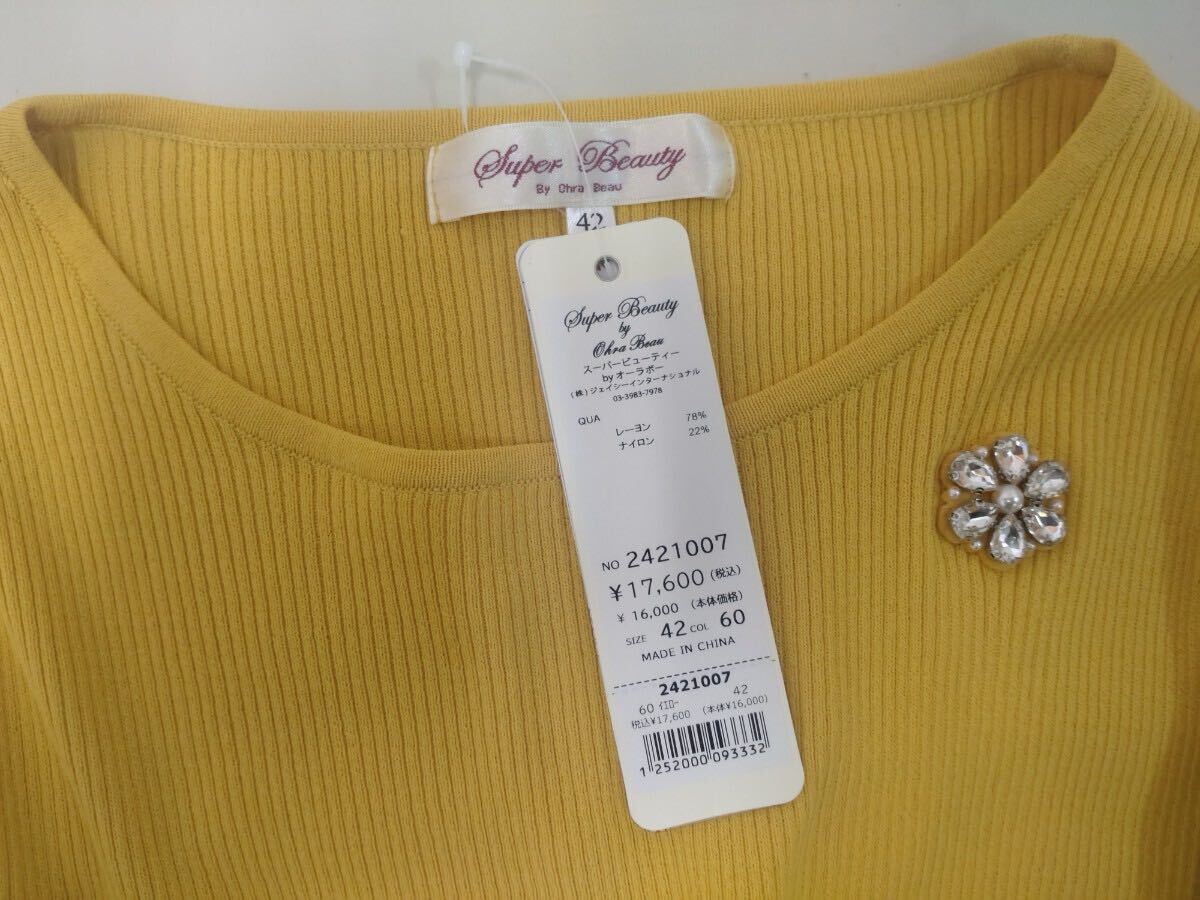 Super Beauty
By Ohra Beau
42
Super Beauty
by
Ohra Beau
スーパービューティー
byオーラボー
(株)ジェイシーインターナショナル
03-3983-7978
QUA
レーヨン 78%
ナイロン 22%
NO 2421007
¥17,600 (税込)
¥ 16,000 (本体価格)
SIZE 42 COL 60
MADE IN CHINA
2421007
60 イエロー 42
税込¥17,600 (本体¥16,000)
1 252000 093332